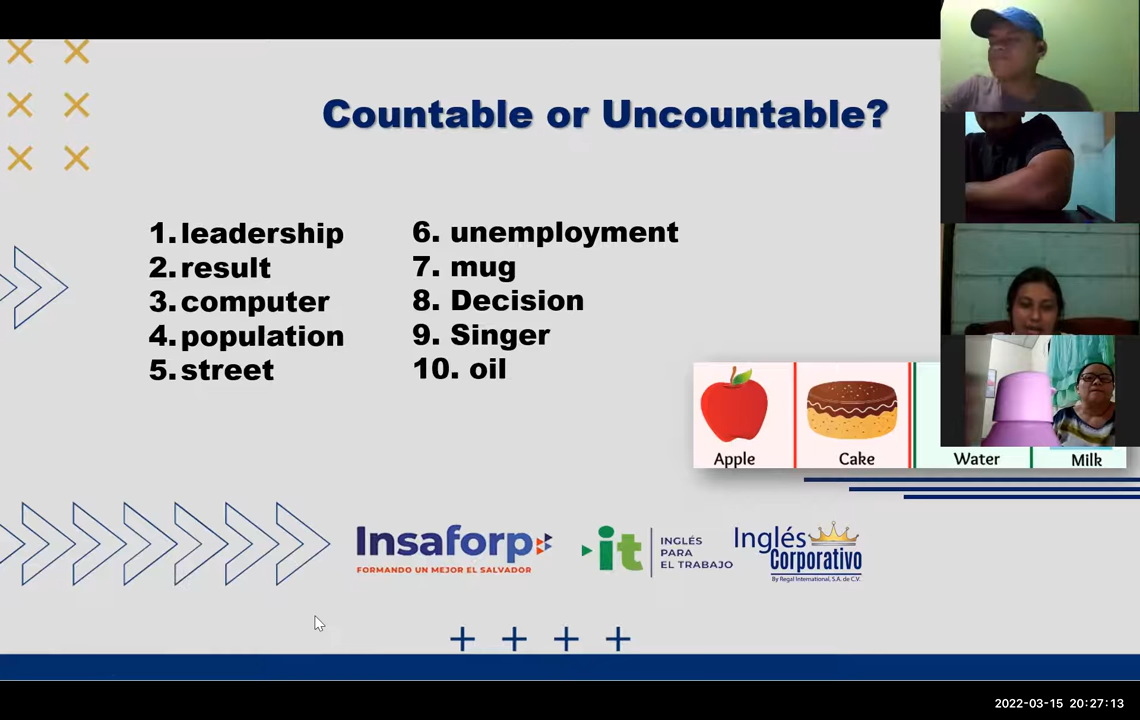 Countable or Uncountable?
1. leadership
2. result
3. computer
4. population
5. street
6. unemployment
7. mug
8. Decision
9. Singer
10. oil
Apple
Cake
Water
Milk
Insaforp
FORMANDO UN MEJOR EL SALVADOR
it
INGLÉS
PARA
EL TRABAJO
Inglés
Corporativo
By Regal International, S.A. de C.V.
2022-03-15 20:27:13